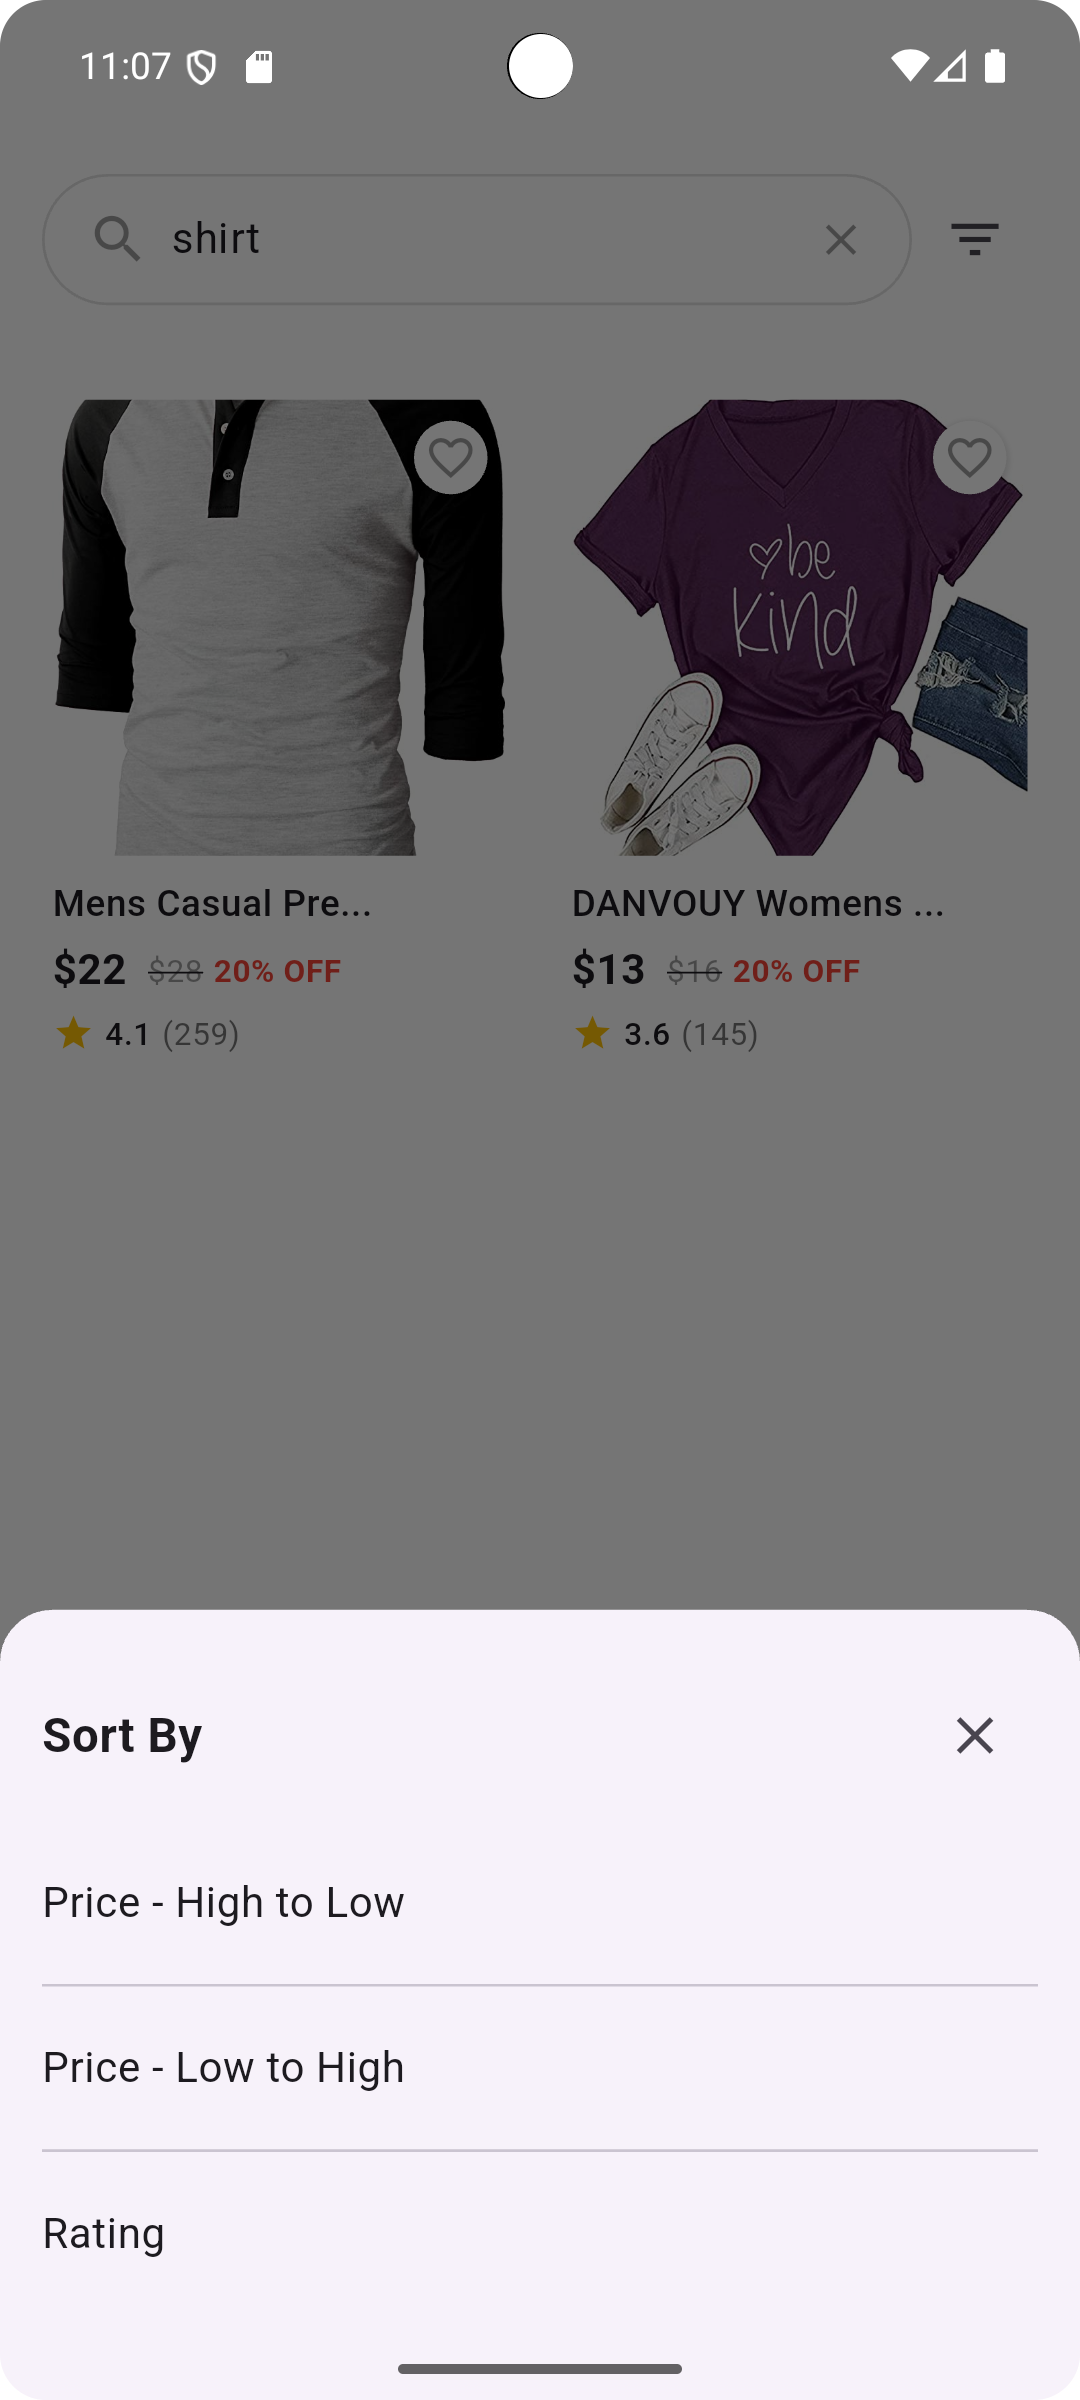 11:07
shirt
be
kind
Mens Casual Pre...
DANVOUY Womens ...
$22 $28 20% OFF
$13 $16 20% OFF
4.1 (259)
3.6 (145)
Sort By
Price - High to Low
Price - Low to High
Rating